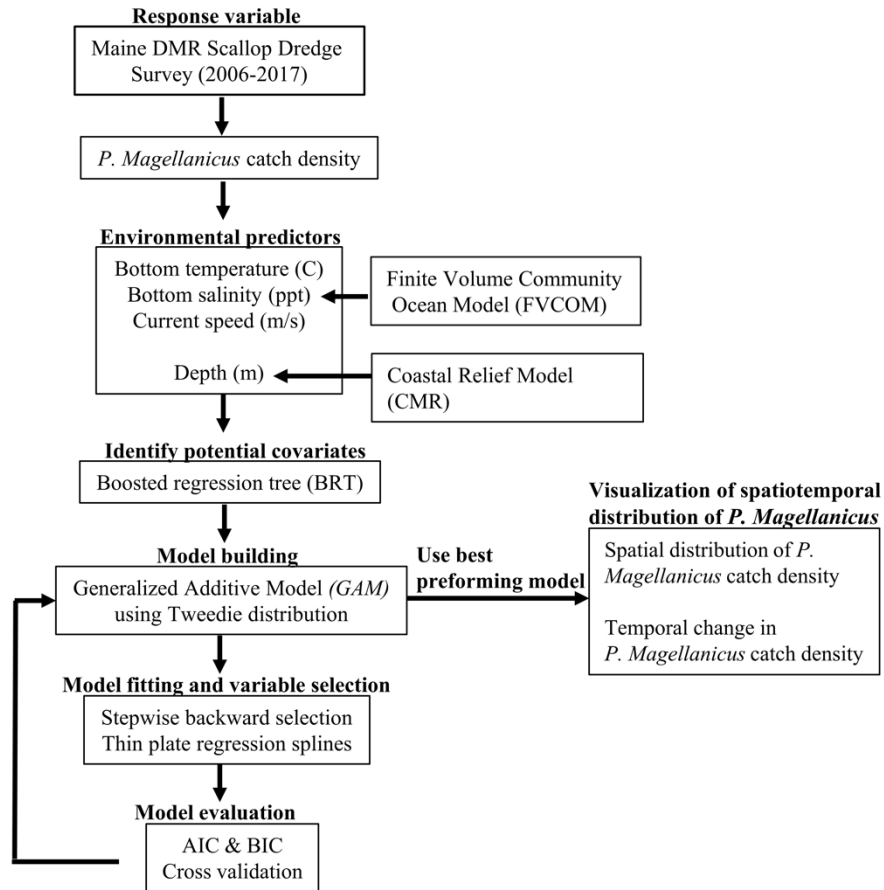 Response variable
Maine DMR Scallop Dredge
Survey (2006-2017)
P. Magellanicus catch density
Environmental predictors
Bottom temperature (C)
Bottom salinity (ppt)
Current speed (m/s)
Depth (m)
Finite Volume Community
Ocean Model (FVCOM)
Coastal Relief Model
(CMR)
Identify potential covariates
Boosted regression tree (BRT)
Model building
Generalized Additive Model (GAM)
using Tweedie distribution
Use best
preforming model
Visualization of spatiotemporal
distribution of P. Magellanicus
Spatial distribution of P.
Magellanicus catch density
Temporal change in
P. Magellanicus catch density
Model fitting and variable selection
Stepwise backward selection
Thin plate regression splines
Model evaluation
AIC & BIC
Cross validation